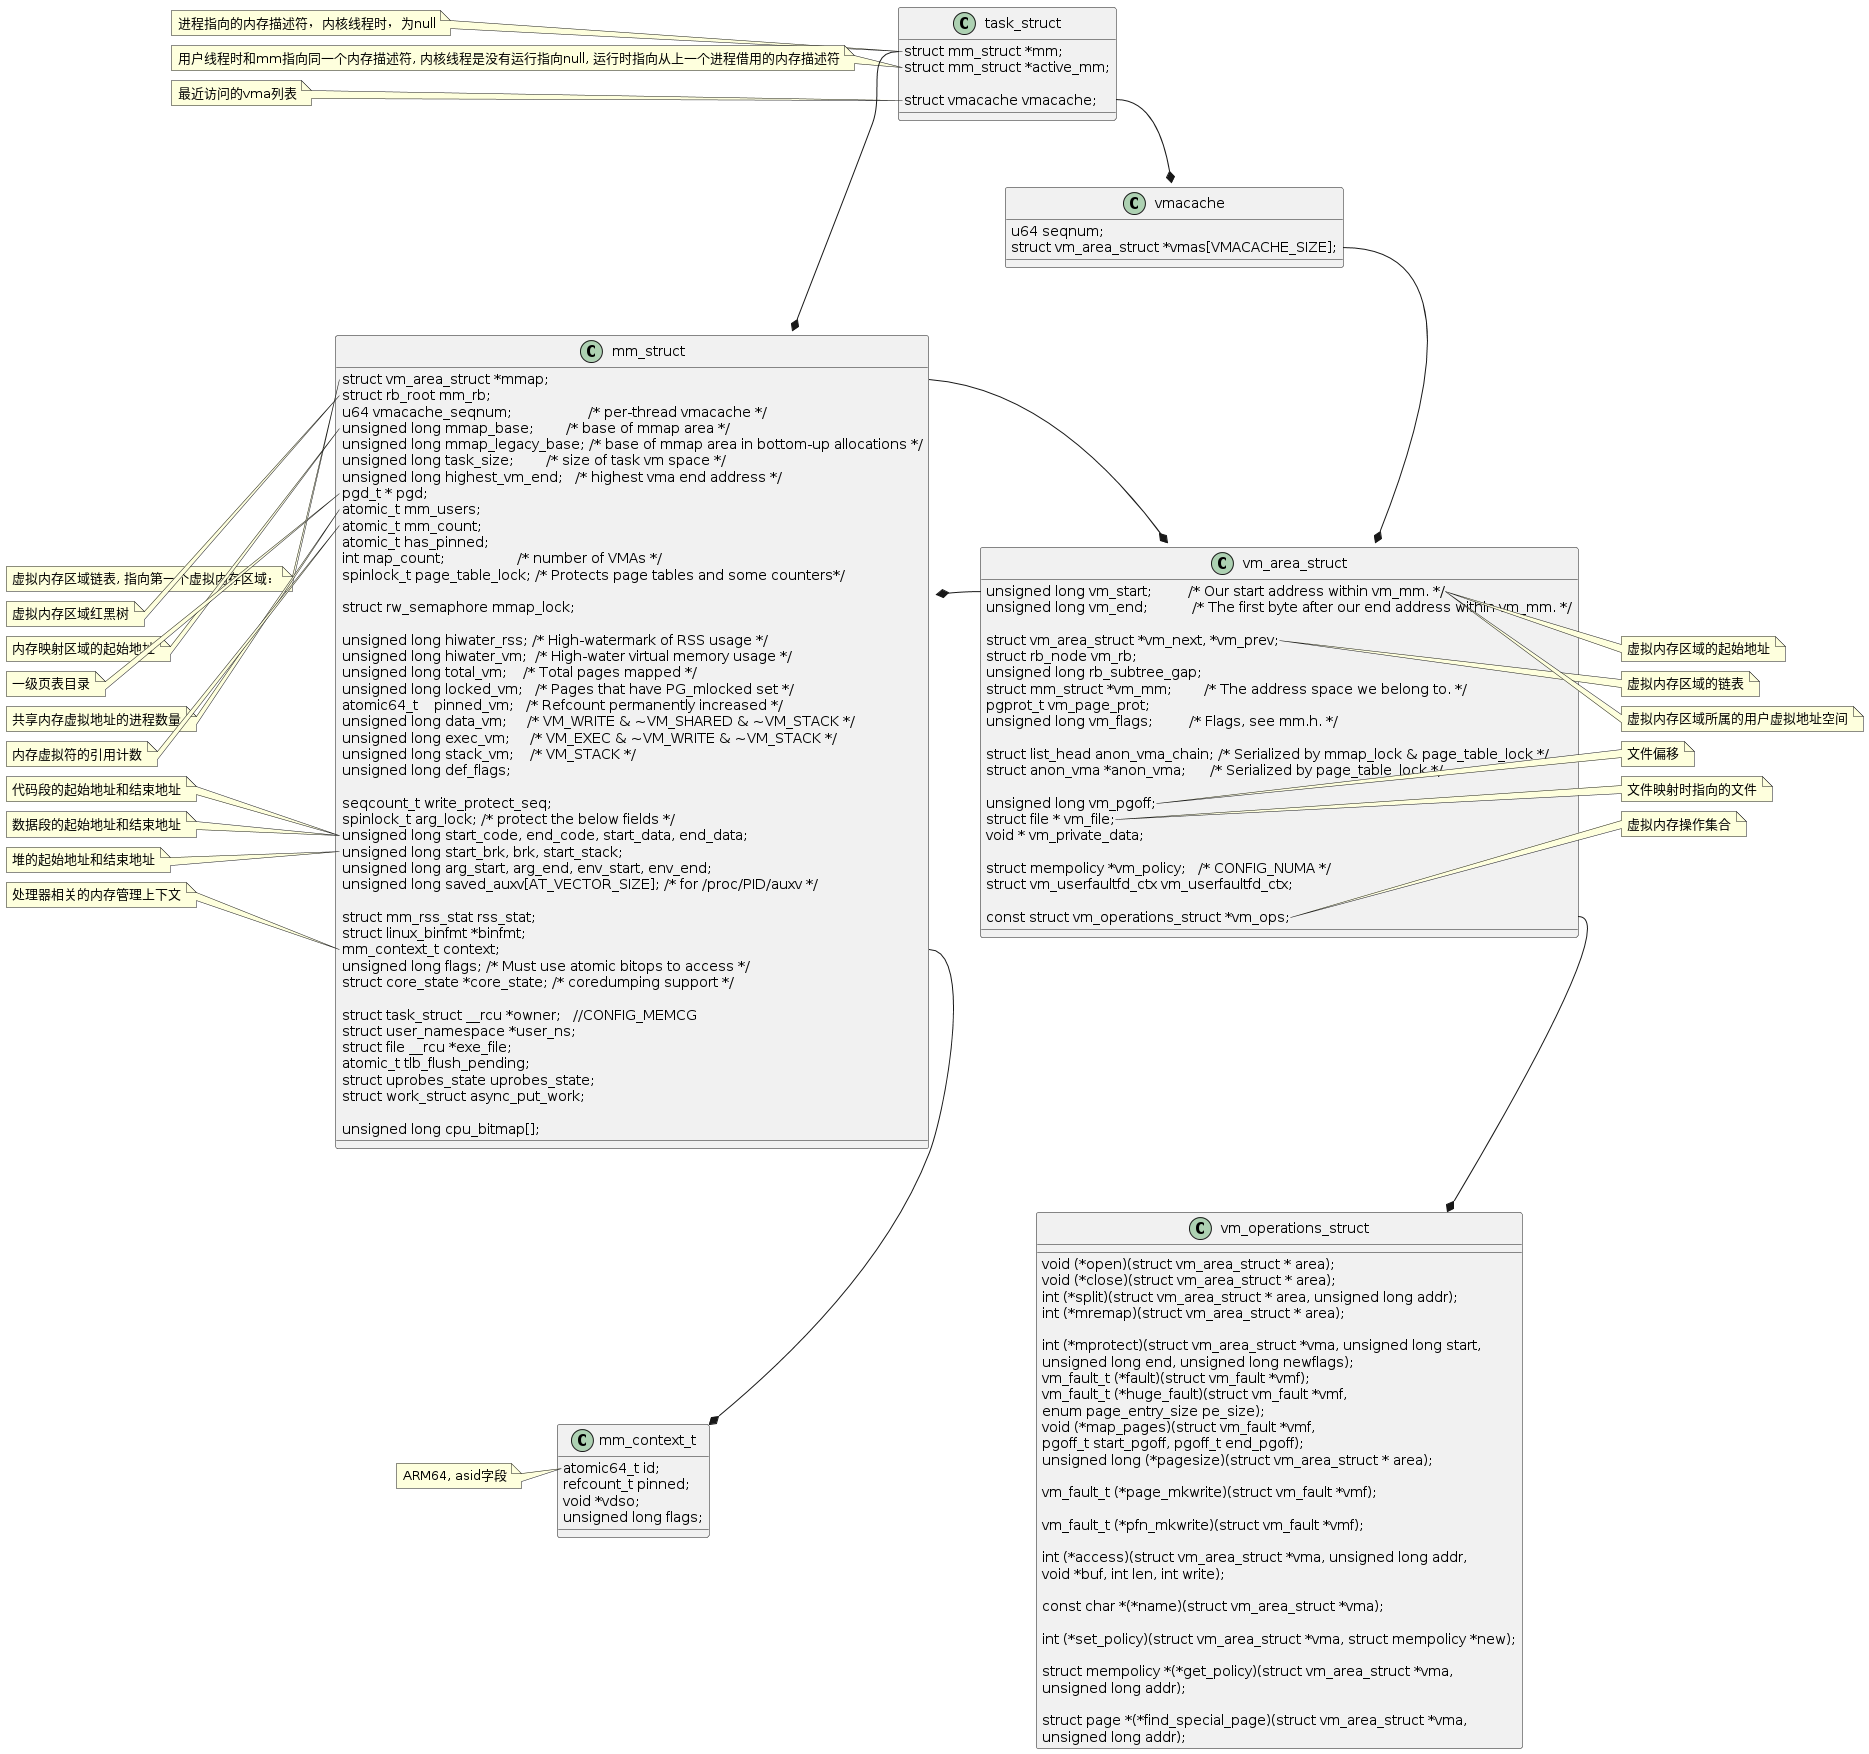 进程指向的内存描述符，内核线程时，为null
用户线程时和mm指向同一个内存描述符, 内核线程是没有运行指向null, 运行时指向从上一个进程借用的内存描述符
最近访问的vma列表
C task_struct
struct mm_struct *mm;
struct mm_struct *active_mm;
struct vmacache vmacache;
C vmacache
u64 seqnum;
struct vm_area_struct *vmas[VMACACHE_SIZE];
C mm_struct
struct vm_area_struct *mmap;
struct rb_root mm_rb;
u64 vmacache_seqnum; /* per-thread vmacache */
unsigned long mmap_base; /* base of mmap area */
unsigned long mmap_legacy_base; /* base of mmap area in bottom-up allocations */
unsigned long task_size; /* size of task vm space */
unsigned long highest_vm_end; /* highest vma end address */
pgd_t * pgd;
atomic_t mm_users;
atomic_t mm_count;
atomic_t has_pinned;
int map_count; /* number of VMAs */
spinlock_t page_table_lock; /* Protects page tables and some counters*/
struct rw_semaphore mmap_lock;
unsigned long hiwater_rss; /* High-watermark of RSS usage */
unsigned long hiwater_vm; /* High-water virtual memory usage */
unsigned long total_vm; /* Total pages mapped */
unsigned long locked_vm; /* Pages that have PG_mlocked set */
atomic64_t pinned_vm; /* Refcount permanently increased */
unsigned long data_vm; /* VM_WRITE & ~VM_SHARED & ~VM_STACK */
unsigned long exec_vm; /* VM_EXEC & ~VM_WRITE & ~VM_STACK */
unsigned long stack_vm; /* VM_STACK */
unsigned long def_flags;
seqcount_t write_protect_seq;
spinlock_t arg_lock; /* protect the below fields */
unsigned long start_code, end_code, start_data, end_data;
unsigned long start_brk, brk, start_stack;
unsigned long arg_start, arg_end, env_start, env_end;
unsigned long saved_auxv[AT_VECTOR_SIZE]; /* for /proc/PID/auxv */
struct mm_rss_stat rss_stat;
struct linux_binfmt *binfmt;
mm_context_t context;
unsigned long flags; /* Must use atomic bitops to access */
struct core_state *core_state; /* coredumping support */
struct task_struct __rcu *owner; //CONFIG_MEMCG
struct user_namespace *user_ns;
struct file __rcu *exe_file;
atomic_t tlb_flush_pending;
struct uprobes_state uprobes_state;
struct work_struct async_put_work;
unsigned long cpu_bitmap[];
虚拟内存区域链表, 指向第一个虚拟内存区域：
虚拟内存区域红黑树
内存映射区域的起始地址
一级页表目录
共享内存虚拟地址的进程数量
内存虚拟符的引用计数
代码段的起始地址和结束地址
数据段的起始地址和结束地址
堆的起始地址和结束地址
处理器相关的内存管理上下文
C vm_area_struct
unsigned long vm_start; /* Our start address within vm_mm. */
unsigned long vm_end; /* The first byte after our end address within vm_mm. */
struct vm_area_struct *vm_next, *vm_prev;
struct rb_node vm_rb;
unsigned long rb_subtree_gap;
struct mm_struct *vm_mm; /* The address space we belong to. */
pgprot_t vm_page_prot;
unsigned long vm_flags; /* Flags, see mm.h. */
struct list_head anon_vma_chain; /* Serialized by mmap_lock & page_table_lock */
struct anon_vma *anon_vma; /* Serialized by page_table_lock */
unsigned long vm_pgoff;
struct file * vm_file;
void * vm_private_data;
struct mempolicy *vm_policy; /* CONFIG_NUMA */
struct vm_userfaultfd_ctx vm_userfaultfd_ctx;
const struct vm_operations_struct *vm_ops;
虚拟内存区域的起始地址
虚拟内存区域的链表
虚拟内存区域所属的用户虚拟地址空间
文件偏移
文件映射时指向的文件
虚拟内存操作集合
C vm_operations_struct
void (*open)(struct vm_area_struct * area);
void (*close)(struct vm_area_struct * area);
int (*split)(struct vm_area_struct * area, unsigned long addr);
int (*mremap)(struct vm_area_struct * area);
int (*mprotect)(struct vm_area_struct *vma, unsigned long start,
unsigned long end, unsigned long newflags);
vm_fault_t (*fault)(struct vm_fault *vmf);
vm_fault_t (*huge_fault)(struct vm_fault *vmf,
enum page_entry_size pe_size);
void (*map_pages)(struct vm_fault *vmf,
pgoff_t start_pgoff, pgoff_t end_pgoff);
unsigned long (*pagesize)(struct vm_area_struct * area);
vm_fault_t (*page_mkwrite)(struct vm_fault *vmf);
vm_fault_t (*pfn_mkwrite)(struct vm_fault *vmf);
int (*access)(struct vm_area_struct *vma, unsigned long addr,
void *buf, int len, int write);
const char *(*name)(struct vm_area_struct *vma);
int (*set_policy)(struct vm_area_struct *vma, struct mempolicy *new);
struct mempolicy *(*get_policy)(struct vm_area_struct *vma,
unsigned long addr);
struct page *(*find_special_page)(struct vm_area_struct *vma,
unsigned long addr);
C mm_context_t
atomic64_t id;
refcount_t pinned;
void *vdso;
unsigned long flags;
ARM64, asid字段